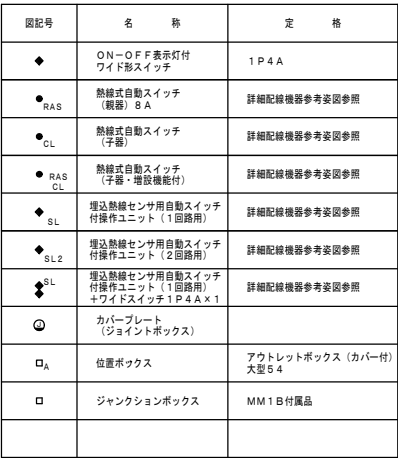 図記号 名 称 定 格
ON-OFF表示灯付
ワイド形スイッチ
1P4A
RAS
熱線式自動スイッチ
(親器)8A
詳細配線機器参考姿図参照
CL
熱線式自動スイッチ
(子器)
詳細配線機器参考姿図参照
RAS
CL
熱線式自動スイッチ
(子器・増設機能付)
詳細配線機器参考姿図参照
SL
埋込熱線センサ用自動スイッチ
付操作ユニット(1回路用)
詳細配線機器参考姿図参照
SL2
埋込熱線センサ用自動スイッチ
付操作ユニット(2回路用)
詳細配線機器参考姿図参照
SL
埋込熱線センサ用自動スイッチ
付操作ユニット(1回路用)
+ワイドスイッチ1P4A×1
詳細配線機器参考姿図参照
J
カバープレート
(ジョイントボックス)
A
位置ボックス
アウトレットボックス(カバー付)
大型54
ジャンクションボックス
MM1B付属品